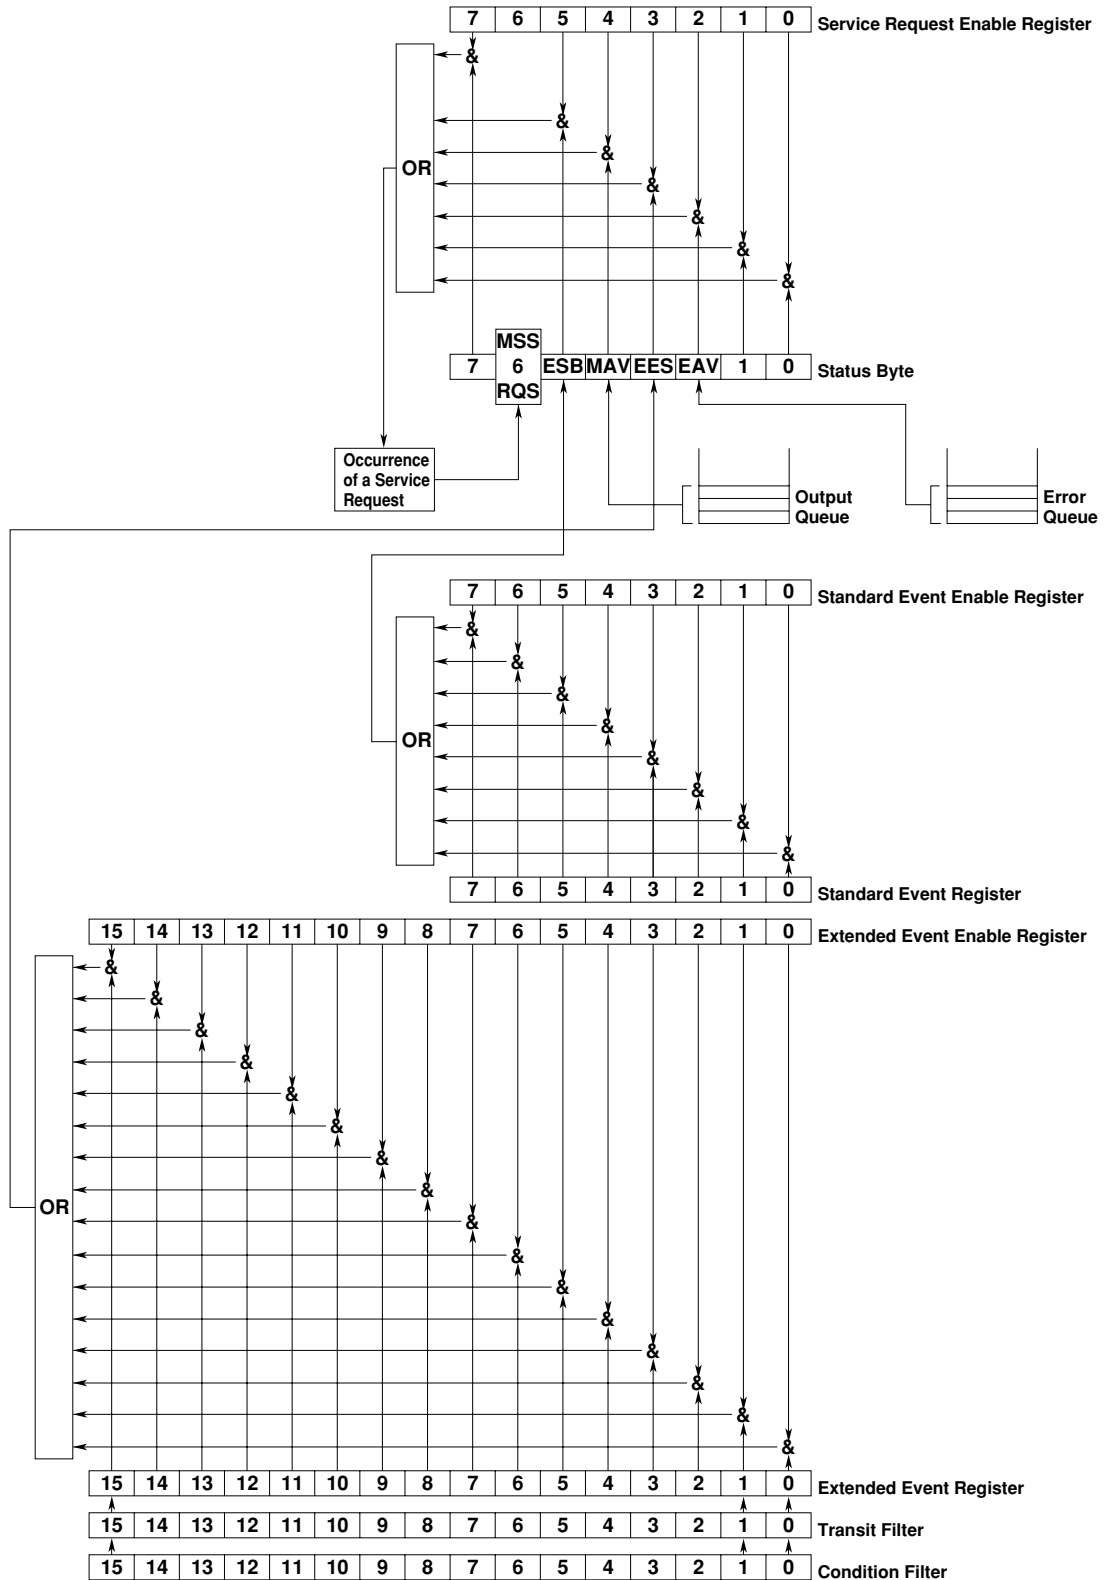 7 6 5 4 3 2 1 0 Service Request Enable Register
&
&
&
OR
&
&
&
&
MSS
7 6 ESB MAV EES EAV 1 0 Status Byte
RQS
Occurrence
of a Service
Request
Output
Queue
Error
Queue
7 6 5 4 3 2 1 0 Standard Event Enable Register
&
&
&
&
OR
&
&
&
&
7 6 5 4 3 2 1 0 Standard Event Register
15 14 13 12 11 10 9 8 7 6 5 4 3 2 1 0 Extended Event Enable Register
&
&
&
&
&
&
&
&
OR
&
&
&
&
&
&
&
&
15 14 13 12 11 10 9 8 7 6 5 4 3 2 1 0 Extended Event Register
15 14 13 12 11 10 9 8 7 6 5 4 3 2 1 0 Transit Filter
15 14 13 12 11 10 9 8 7 6 5 4 3 2 1 0 Condition Filter